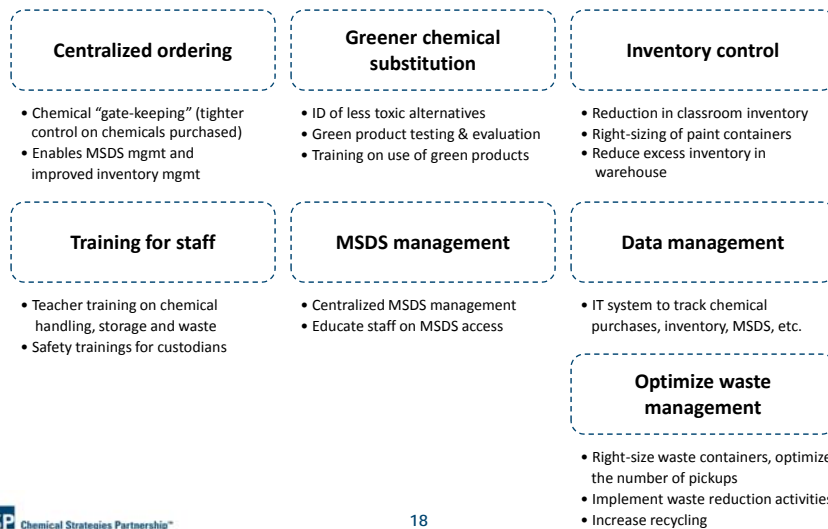 Centralized ordering
• Chemical “gate-keeping” (tighter
control on chemicals purchased)
• Enables MSDS mgmt and
improved inventory mgmt
Greener chemical
substitution
• ID of less toxic alternatives
• Green product testing & evaluation
• Training on use of green products
Inventory control
• Reduction in classroom inventory
• Right-sizing of paint containers
• Reduce excess inventory in
warehouse
Training for staff
• Teacher training on chemical
handling, storage and waste
• Safety trainings for custodians
MSDS management
• Centralized MSDS management
• Educate staff on MSDS access
Data management
• IT system to track chemical
purchases, inventory, MSDS, etc.
Optimize waste
management
• Right-size waste containers, optimize
the number of pickups
• Implement waste reduction activities
• Increase recycling
SP Chemical Strategies Partnership™
18